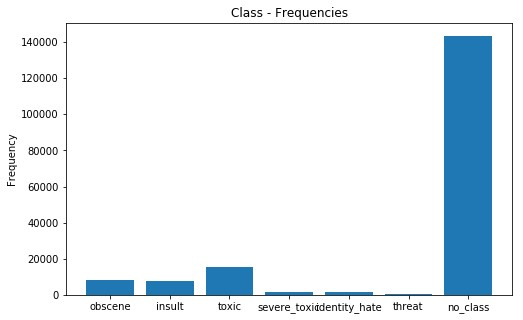 Class - Frequencies
Frequency
140000
120000
100000
80000
60000
40000
20000
0
obscene insult toxic severe_toxic identity_hate threat no_class